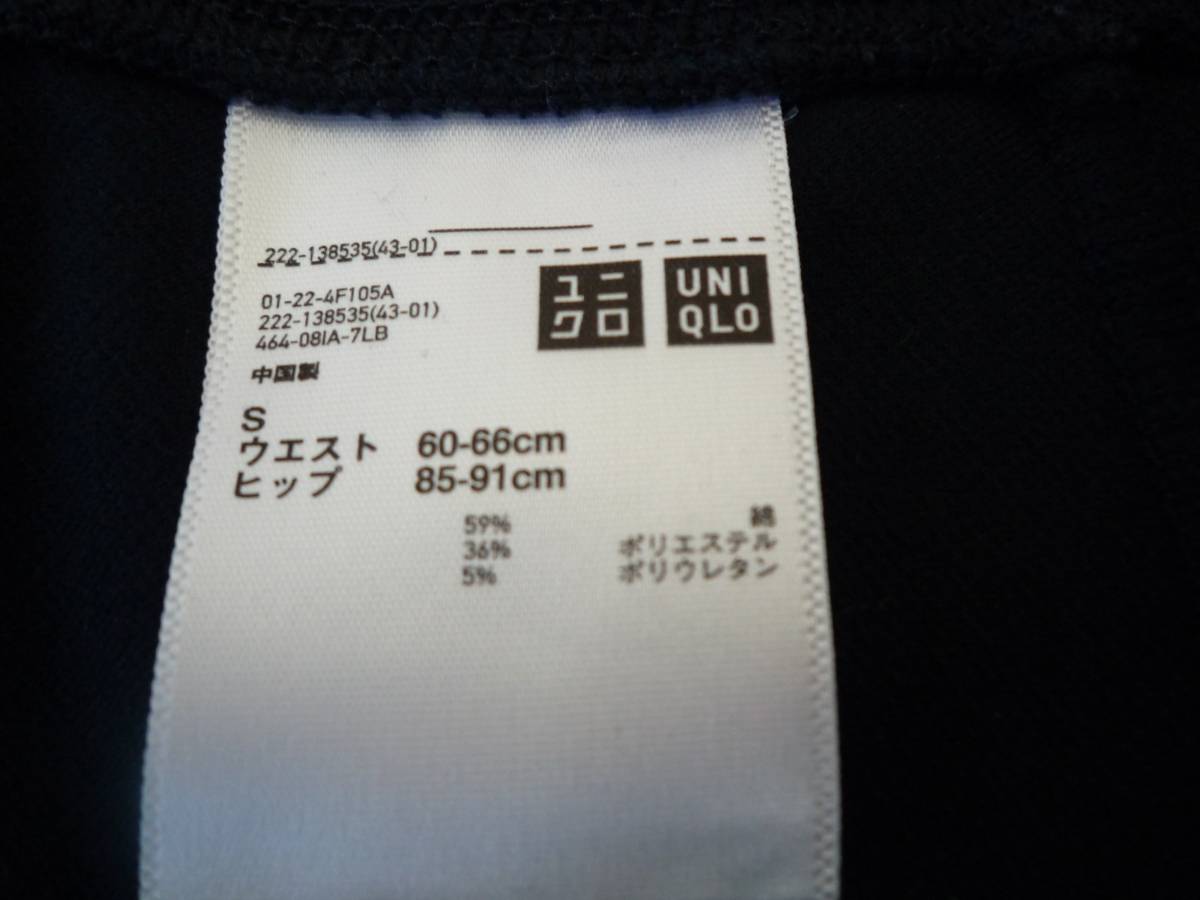 222-138535(43-01)
ユニ
クロ
UNI
QLO
01-22-4F105A
222-138535(43-01)
464-08IA-7LB
中国製
S
ウエスト 60-66cm
ヒップ 85-91cm
59% 綿
36% ポリエステル
5% ポリウレタン